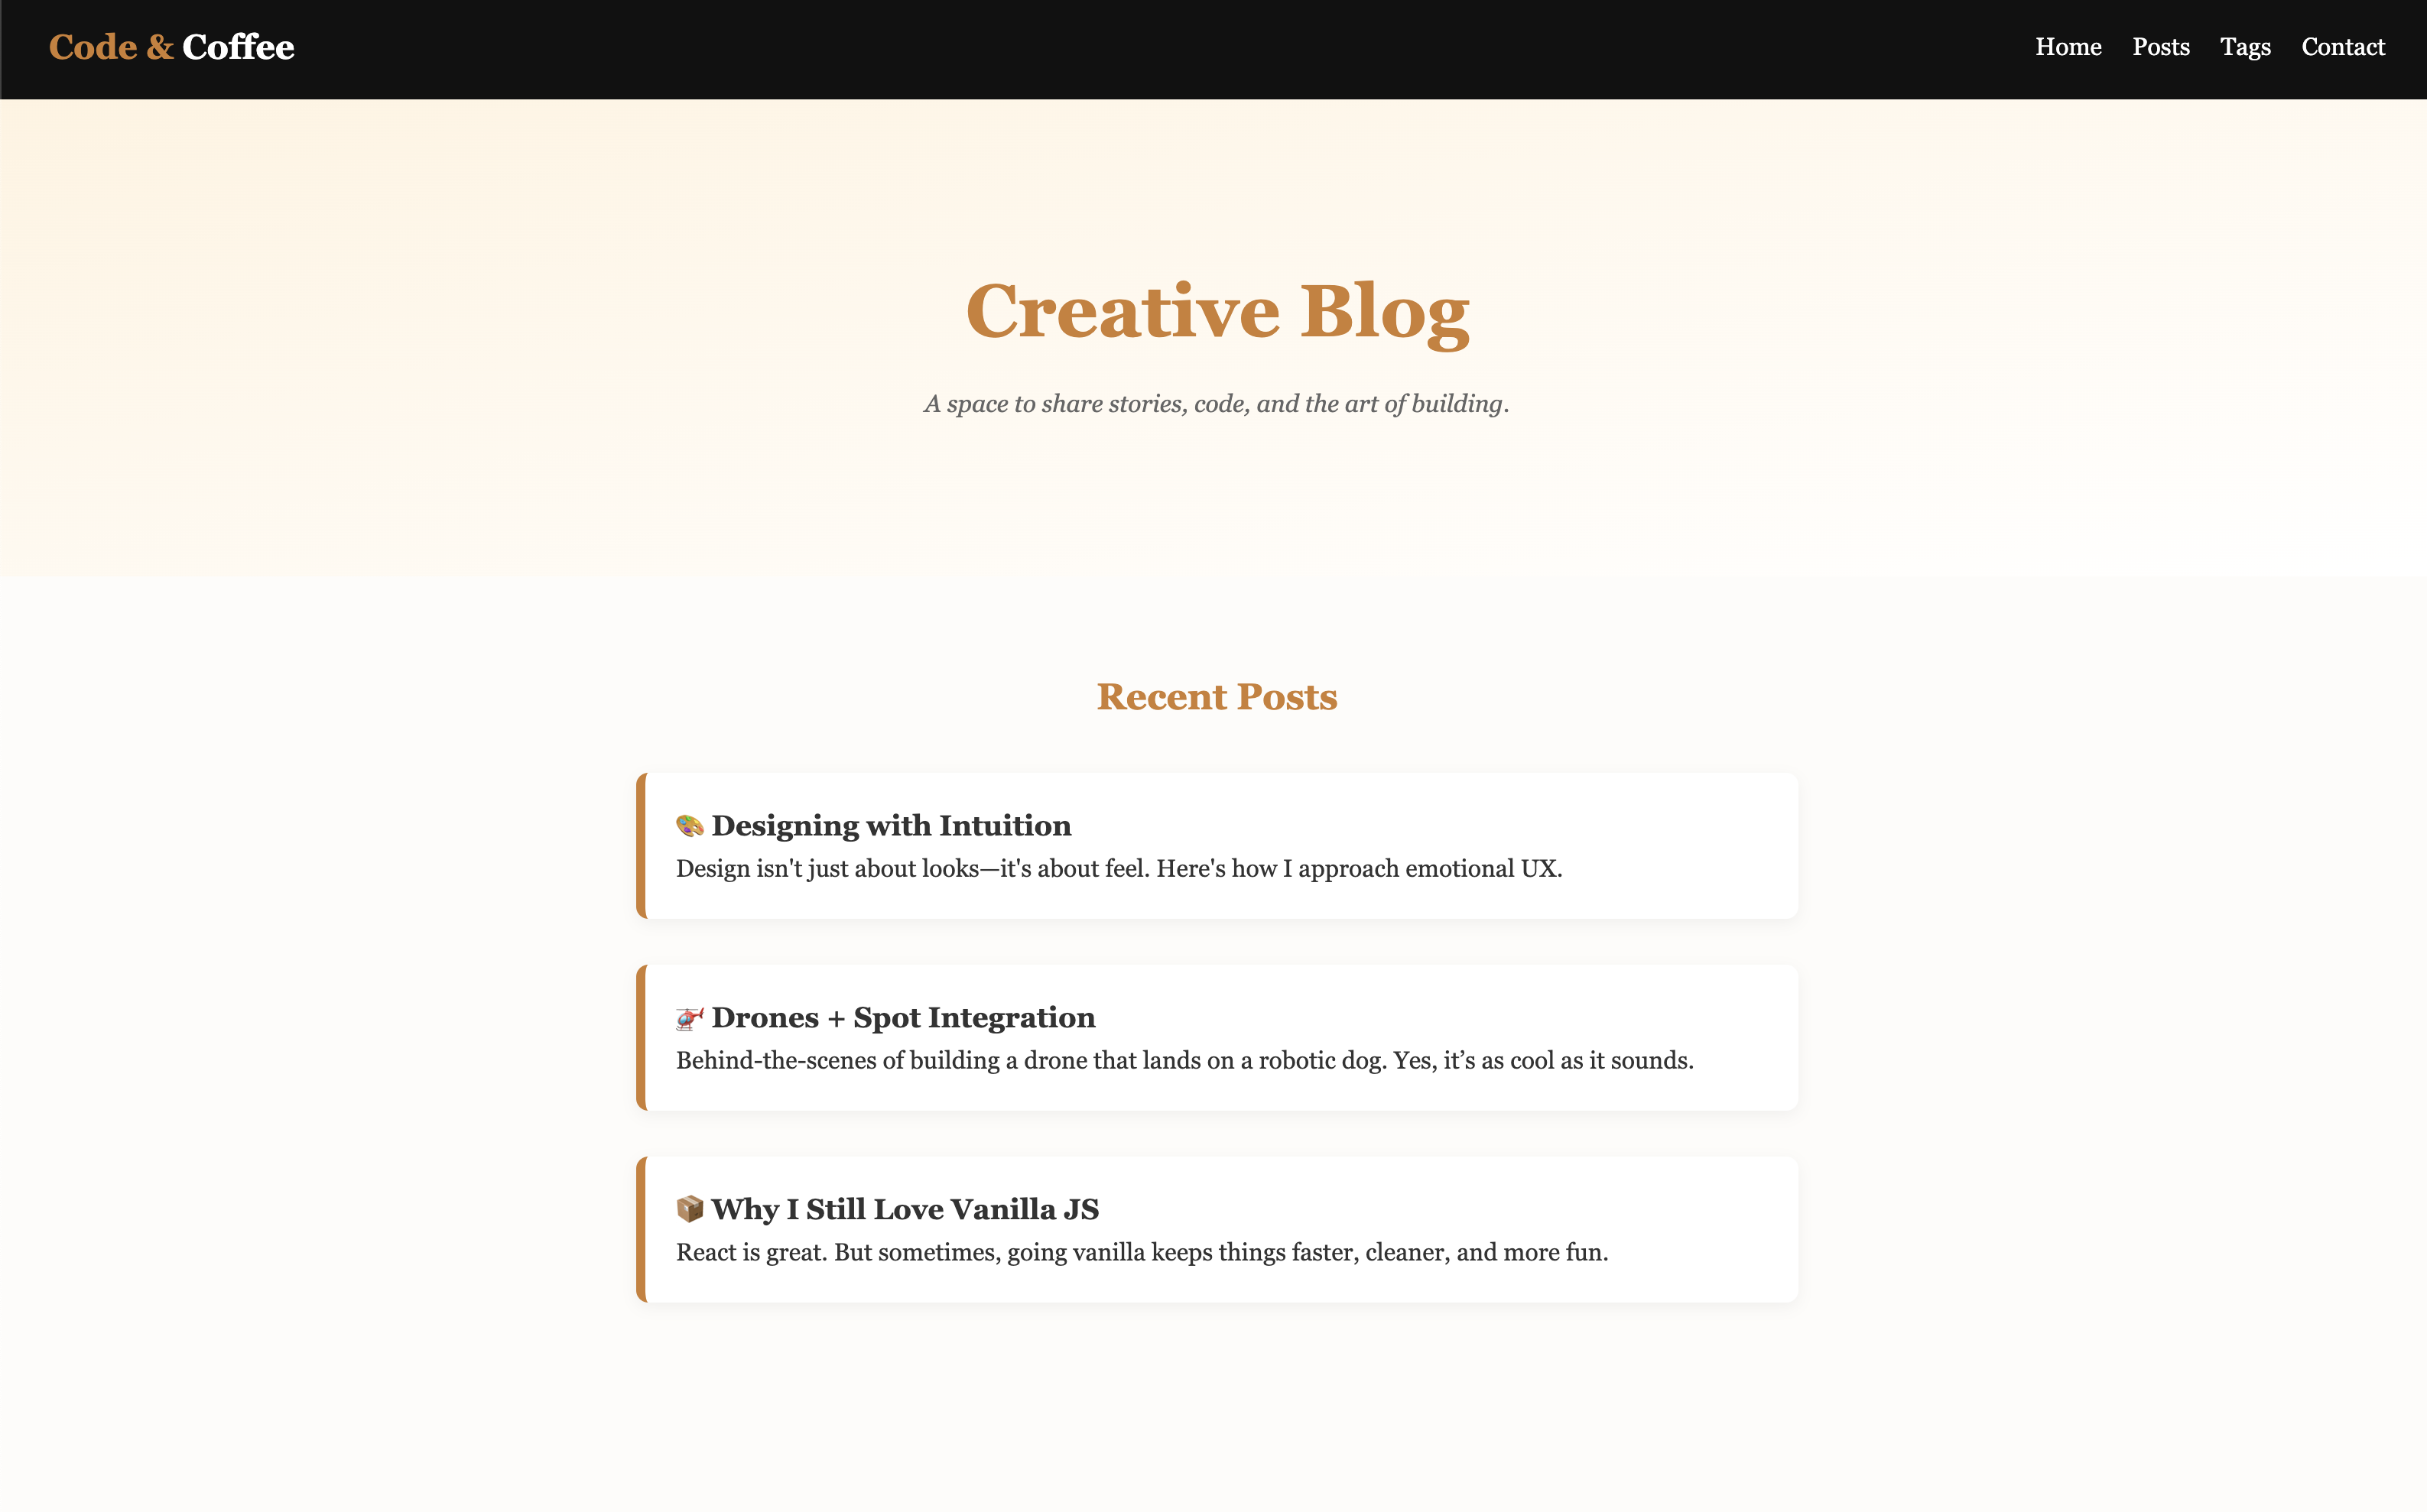 Code & Coffee
Home Posts Tags Contact
Creative Blog
A space to share stories, code, and the art of building.
Recent Posts
🎨 Designing with Intuition
Design isn't just about looks—it's about feel. Here's how I approach emotional UX.
🚁 Drones + Spot Integration
Behind-the-scenes of building a drone that lands on a robotic dog. Yes, it’s as cool as it sounds.
📦 Why I Still Love Vanilla JS
React is great. But sometimes, going vanilla keeps things faster, cleaner, and more fun.